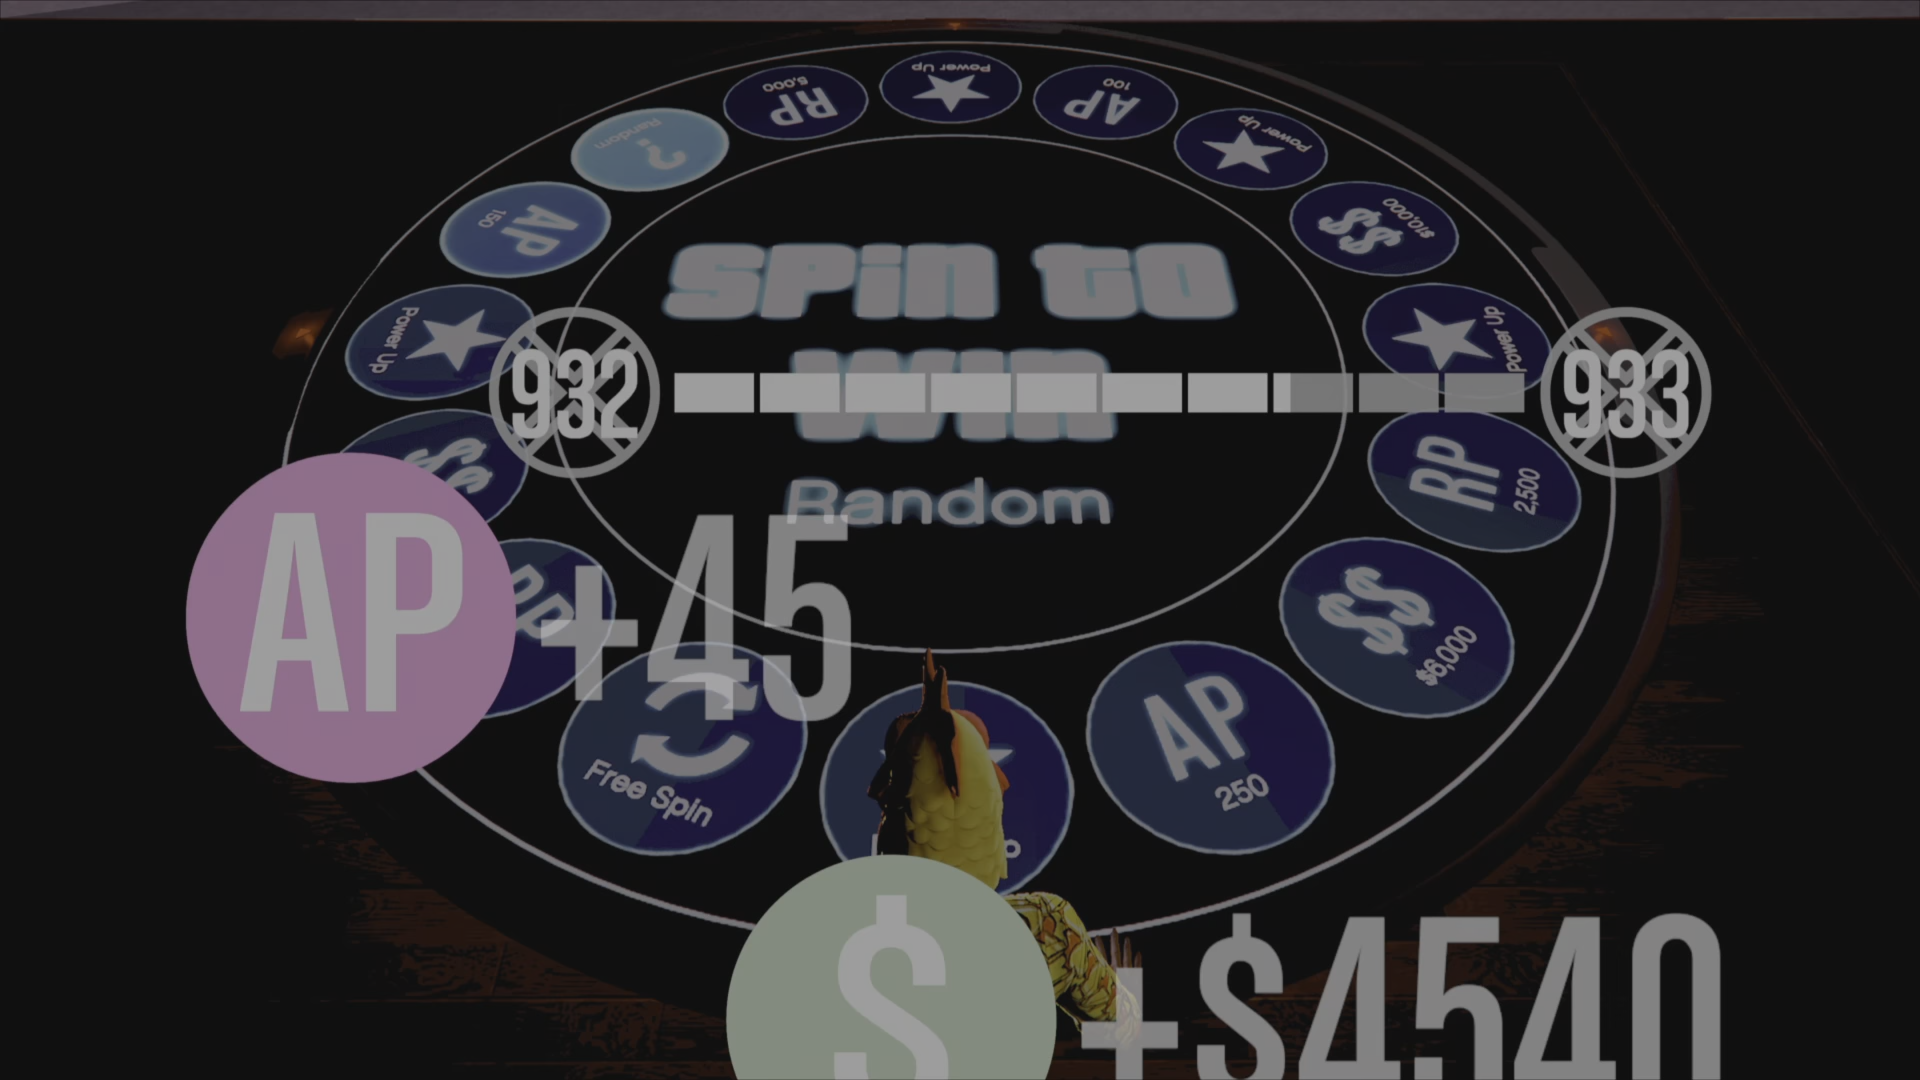 Power Up
RP
5,000
AP
100
Random
?
Power Up
AP
150
$$
$10,000
SPiN tO
WiN
Random
Power Up
Power Up
932
933
$$
RP
2,500
AP
+45
$$
$6,000
Free Spin
AP
250
$
+$4540